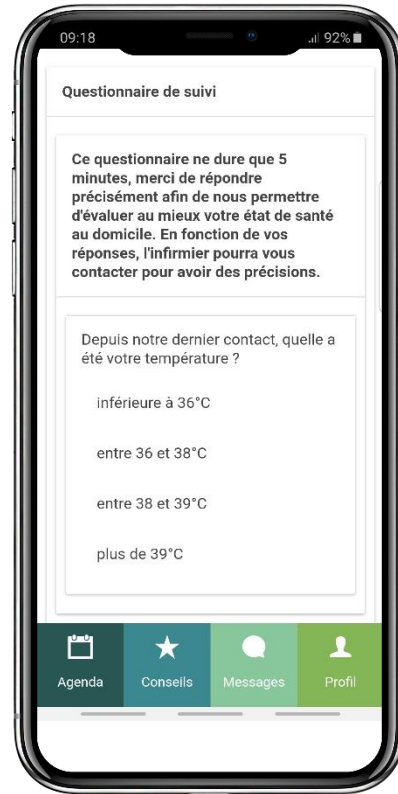 09:18
92%
Questionnaire de suivi
Ce questionnaire ne dure que 5
minutes, merci de répondre
précisément afin de nous permettre
d'évaluer au mieux votre état de santé
au domicile. En fonction de vos
réponses, l'infirmier pourra vous
contacter pour avoir des précisions.
Depuis notre dernier contact, quelle a
été votre température ?
inférieure à 36°C
entre 36 et 38°C
entre 38 et 39°C
plus de 39°C
Agenda Conseils Messages Profil